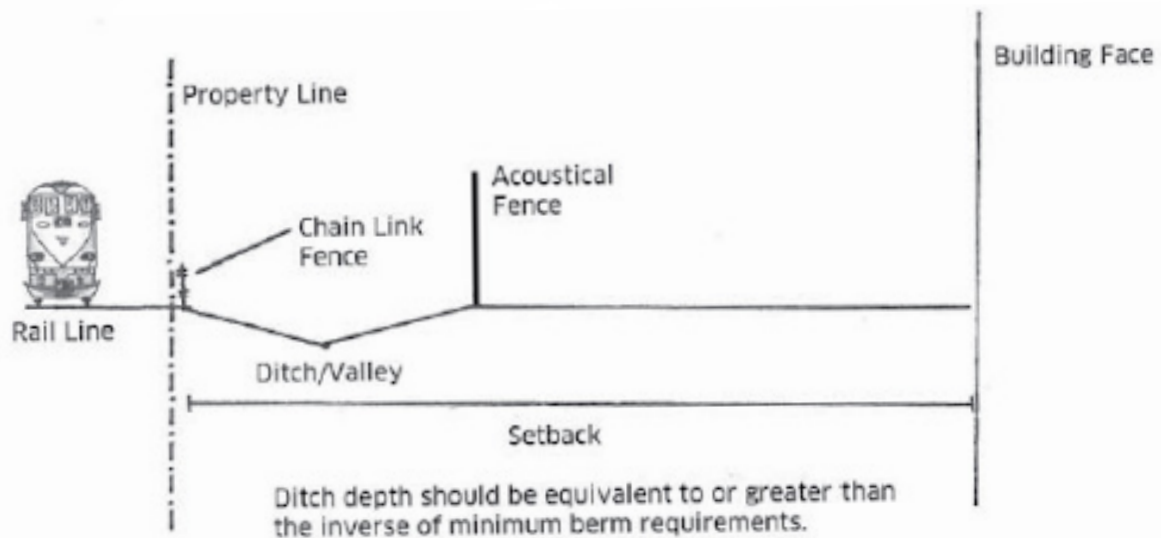 Building Face
Property Line
Acoustical
Fence
Chain Link
Fence
Rail Line
Ditch/Valley
Setback
Ditch depth should be equivalent to or greater than
the inverse of minimum berm requirements.